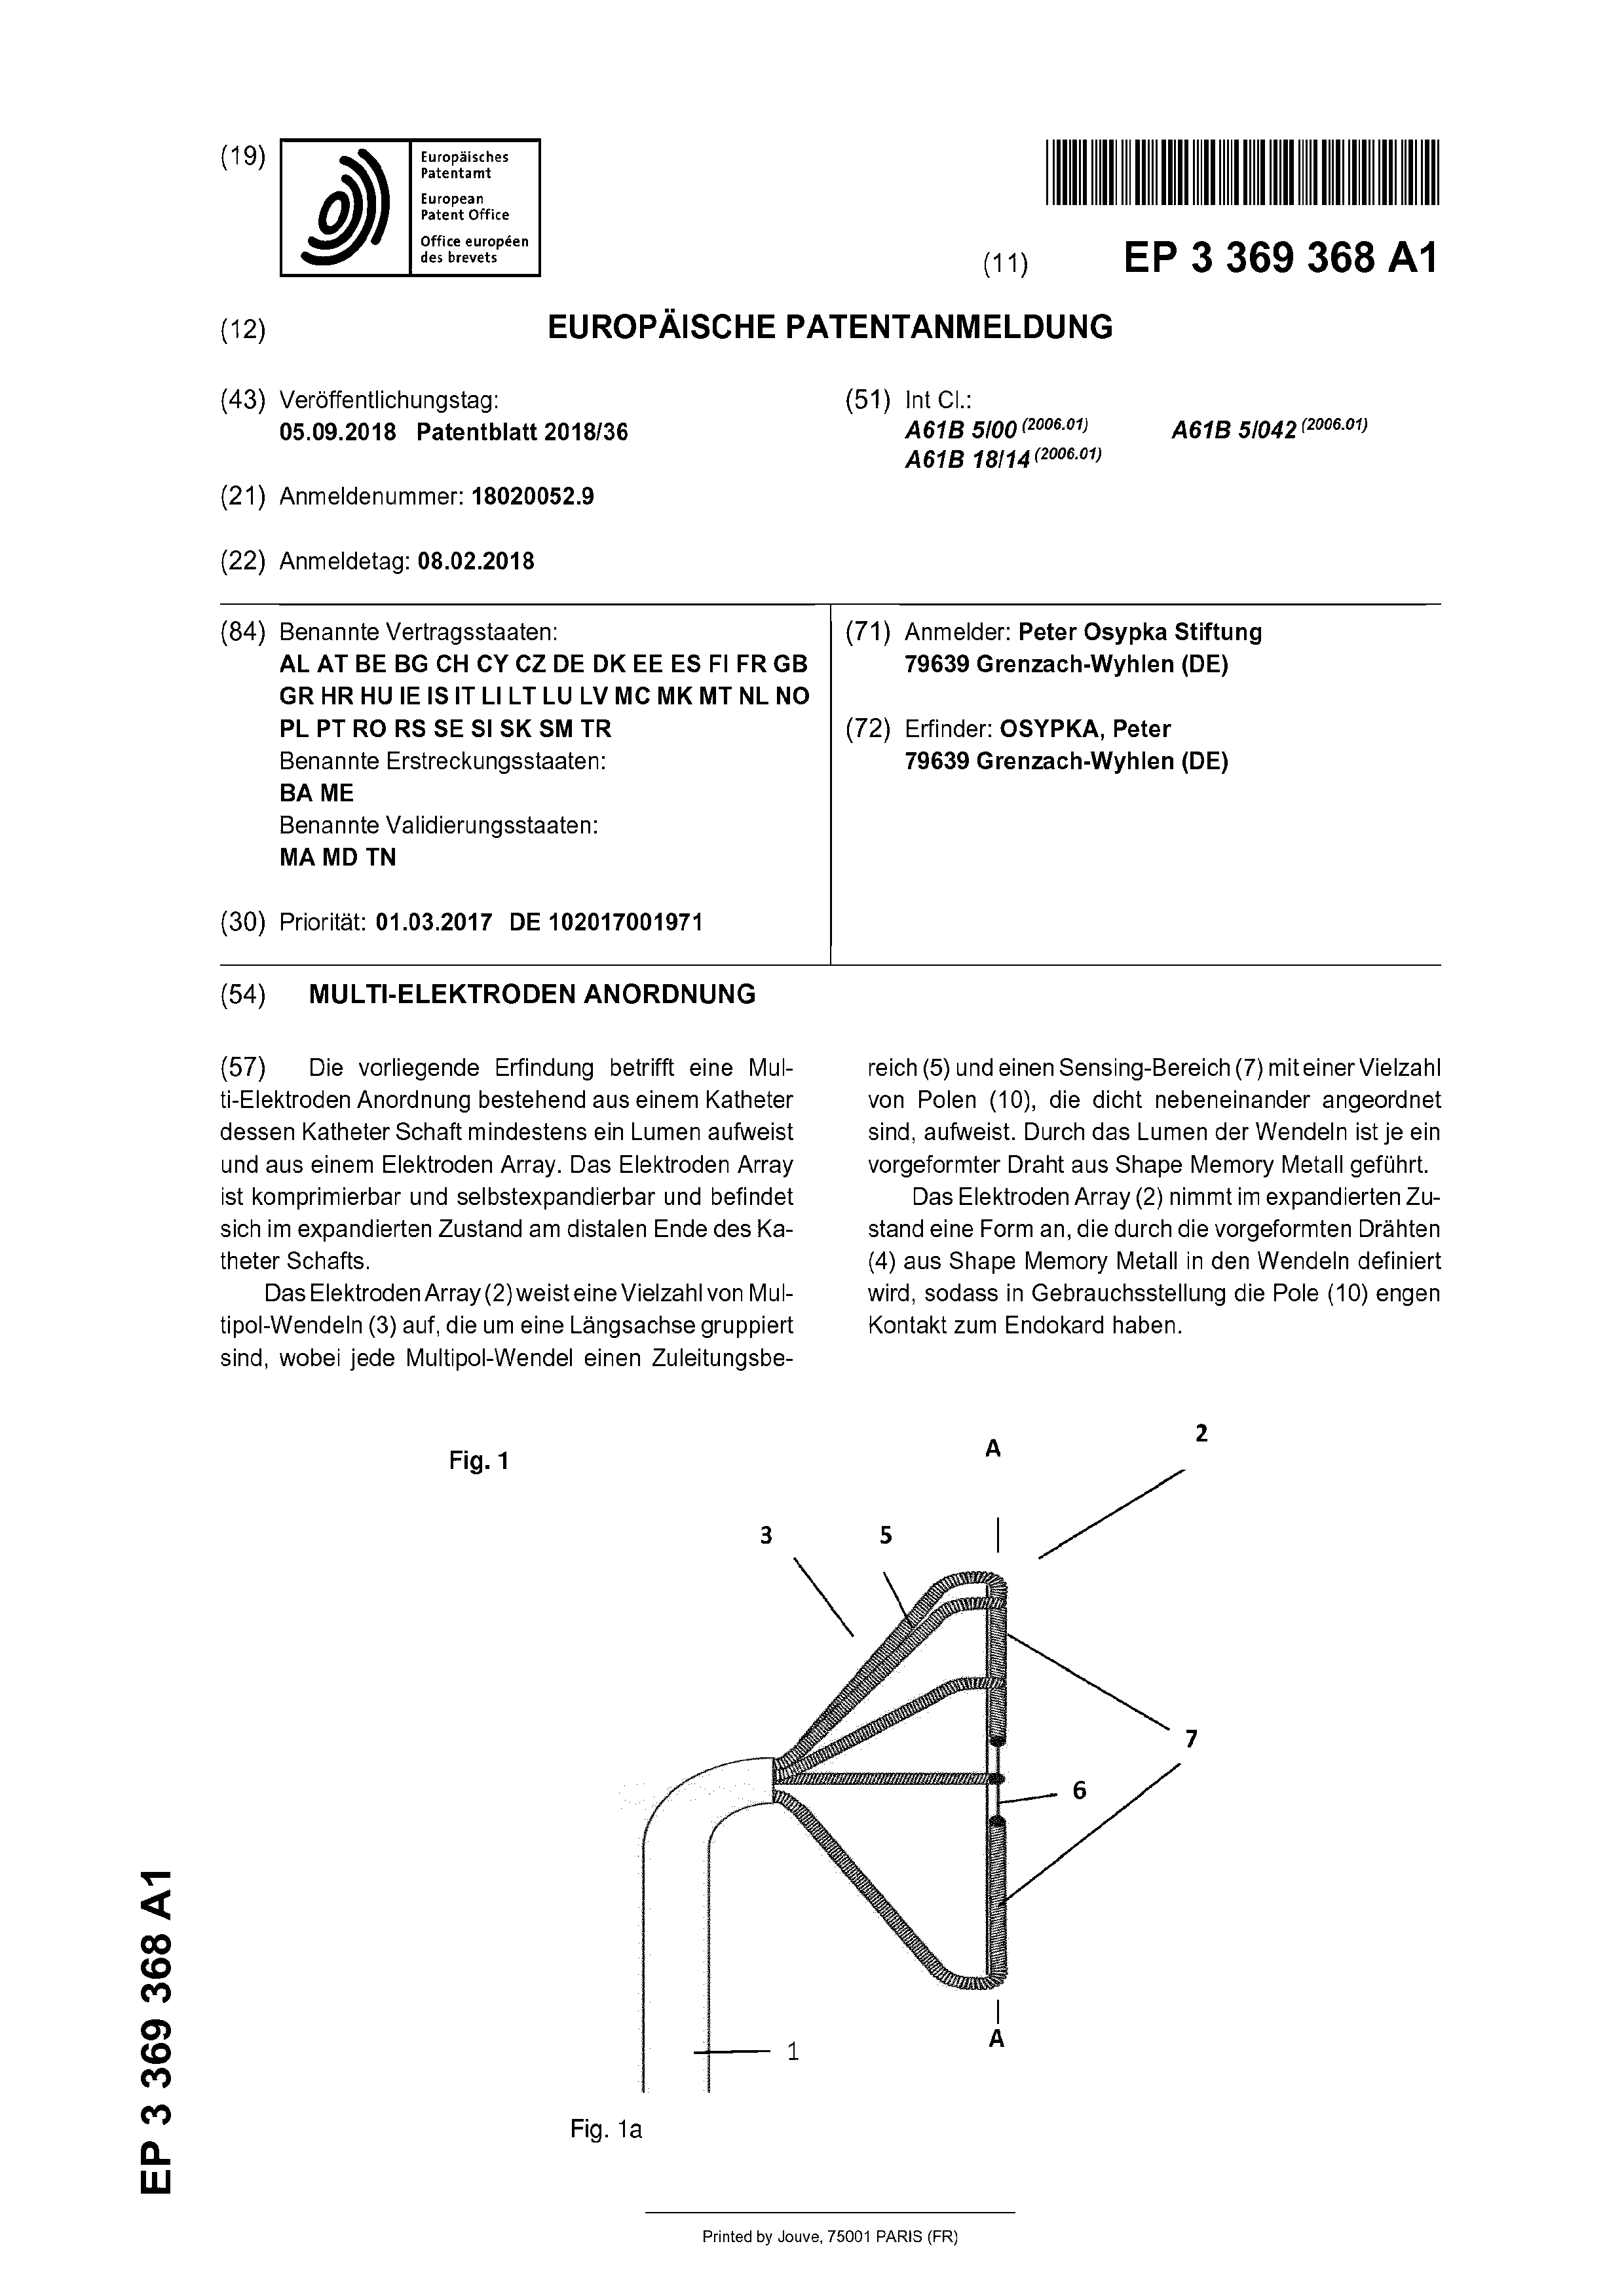 (19)
Europäisches
Patentamt
European
Patent Office
Office européen
des brevets
(11) EP 3 369 368 A1
(12) EUROPÄISCHE PATENTANMELDUNG
(43) Veröffentlichungstag:
05.09.2018 Patentblatt 2018/36
(21) Anmeldenummer: 18020052.9
(22) Anmeldetag: 08.02.2018
(51) Int Cl.:
A61B 5/00 (2006.01) A61B 5/042 (2006.01)
A61B 18/14 (2006.01)
(84) Benannte Vertragsstaaten:
AL AT BE BG CH CY CZ DE DK EE ES FI FR GB
GR HR HU IE IS IT LI LT LU LV MC MK MT NL NO
PL PT RO RS SE SI SK SM TR
Benannte Erstreckungsstaaten:
BA ME
Benannte Validierungsstaaten:
MA MD TN
(30) Priorität: 01.03.2017 DE 102017001971
(71) Anmelder: Peter Osypka Stiftung
79639 Grenzach-Wyhlen (DE)
(72) Erfinder: OSYPKA, Peter
79639 Grenzach-Wyhlen (DE)
(54) MULTI-ELEKTRODEN ANORDNUNG
(57) Die vorliegende Erfindung betrifft eine Mul-
ti-Elektroden Anordnung bestehend aus einem Katheter
dessen Katheter Schaft mindestens ein Lumen aufweist
und aus einem Elektroden Array. Das Elektroden Array
ist komprimierbar und selbstexpandierbar und befindet
sich im expandierten Zustand am distalen Ende des Ka-
theter Schafts.
Das Elektroden Array (2) weist eine Vielzahl von Mul-
tipol-Wendeln (3) auf, die um eine Längsachse gruppiert
sind, wobei jede Multipol-Wendel einen Zuleitungsbe-
reich (5) und einen Sensing-Bereich (7) mit einer Vielzahl
von Polen (10), die dicht nebeneinander angeordnet
sind, aufweist. Durch das Lumen der Wendeln ist je ein
vorgeformter Draht aus Shape Memory Metall geführt.
Das Elektroden Array (2) nimmt im expandierten Zu-
stand eine Form an, die durch die vorgeformten Drähten
(4) aus Shape Memory Metall in den Wendeln definiert
wird, sodass in Gebrauchsstellung die Pole (10) engen
Kontakt zum Endokard haben.
Fig. 1
A
2
3
5
7
6
1
A
Fig. 1a
EP 3 369 368 A1
Printed by Jouve, 75001 PARIS (FR)